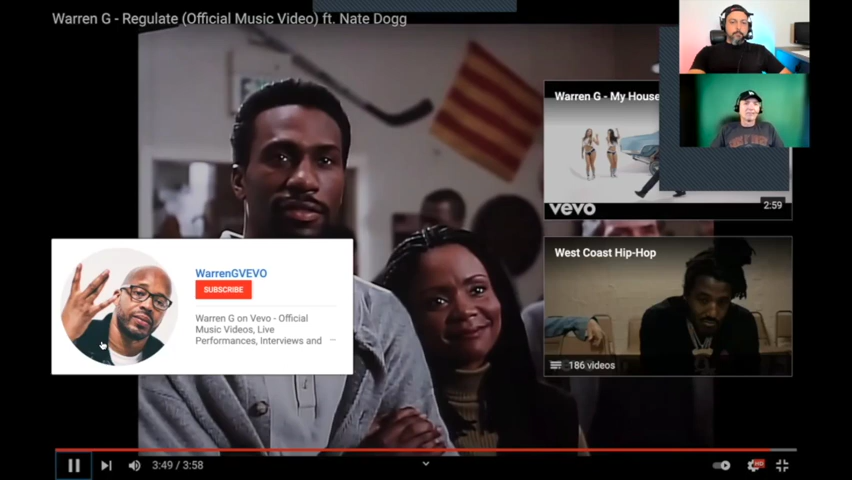 Warren G - Regulate (Official Music Video) ft. Nate Dogg
Warren G - My House
vevo
2:59
WarrenGVEVO
SUBSCRIBE
Warren G on Vevo - Official
Music Videos, Live
Performances, Interviews and ...
West Coast Hip-Hop
186 videos
3:49 / 3:58
HD